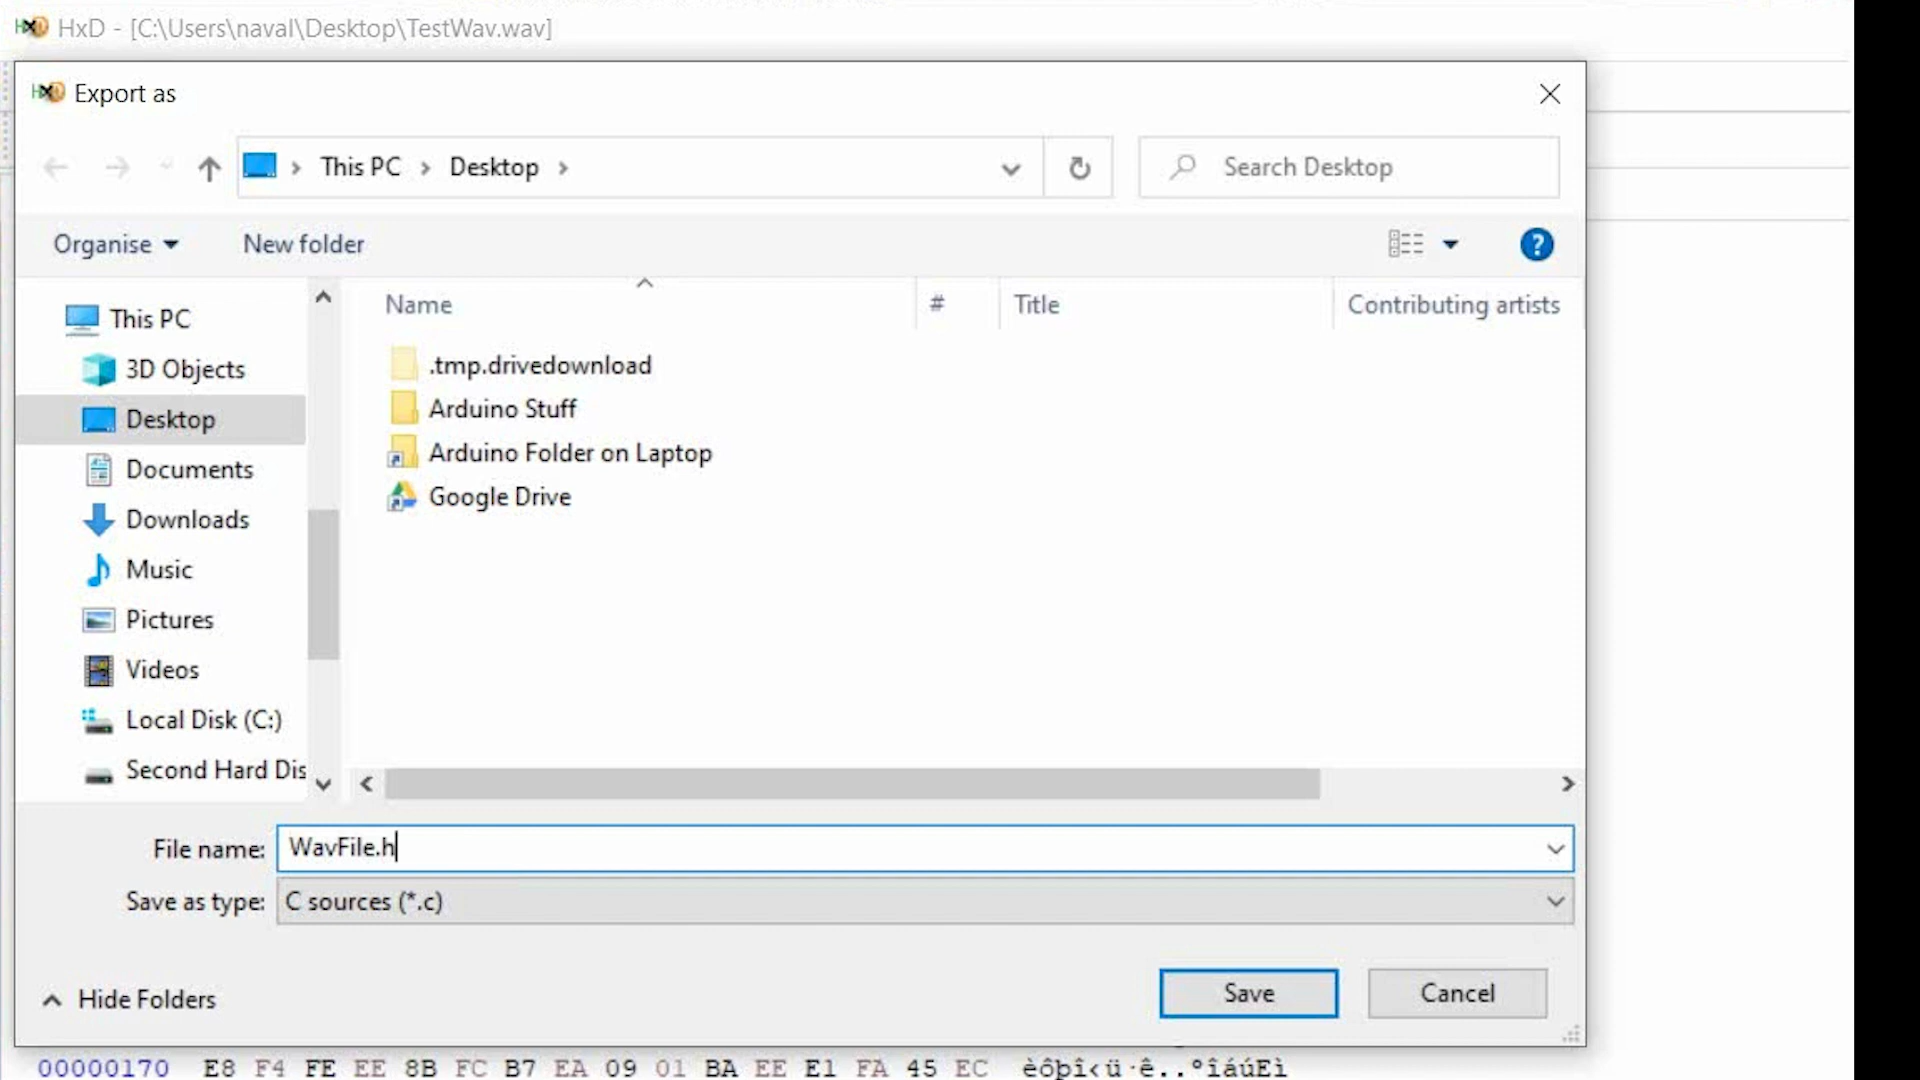 HxD - [C:\Users\naval\Desktop\TestWav.wav]
Export as
This PC
Desktop
Search Desktop
Organise
New folder
?
Name
#
Title
Contributing artists
This PC
3D Objects
Desktop
Documents
Downloads
Music
Pictures
Videos
Local Disk (C:)
Second Hard Dis
.tmp.drivedownload
Arduino Stuff
Arduino Folder on Laptop
Google Drive
File name: WavFile.h
Save as type: C sources (*.c)
Hide Folders
Save
Cancel
00000170 E8 F4 FE EE 8B FC B7 EA 09 01 BA EE E1 FA 45 EC èôþî‹ü·ê..ºîáúEì